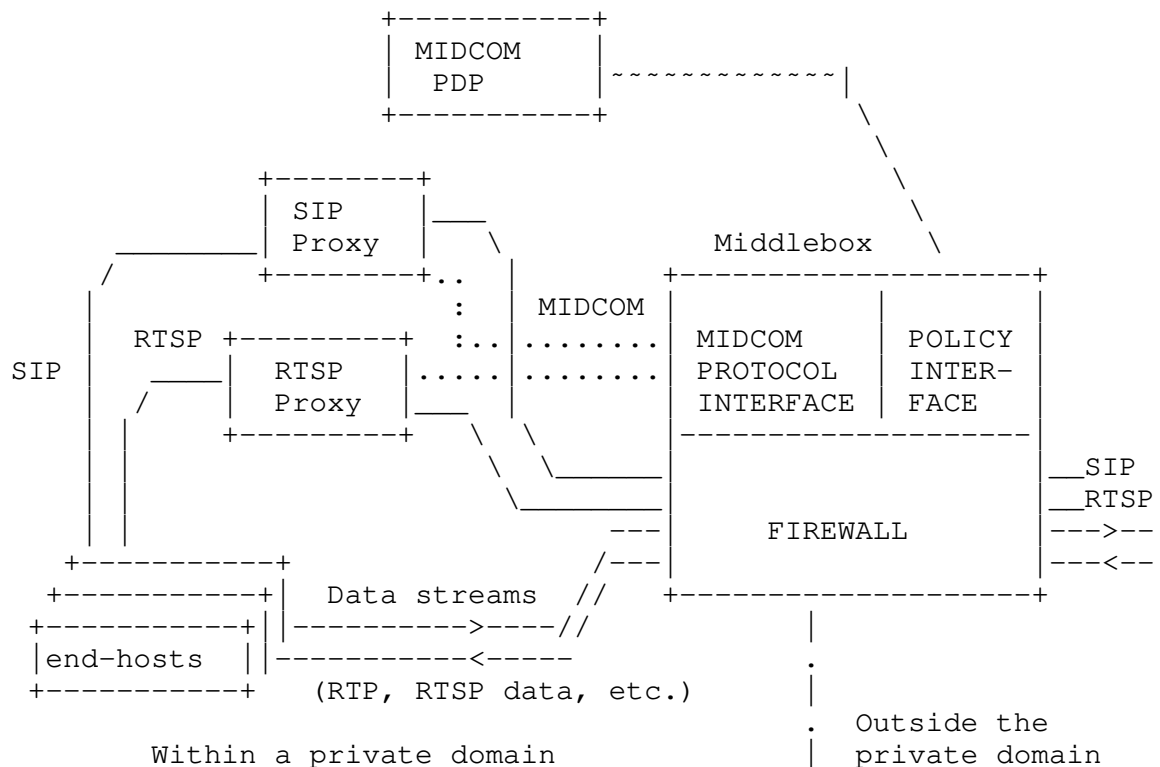 MIDCOM
PDP
SIP
Proxy
Middlebox
MIDCOM
RTSP
MIDCOM
POLICY
SIP
RTSP
PROTOCOL
INTER-
Proxy
INTERFACE
FACE
SIP
RTSP
FIREWALL
Data streams
end-hosts
(RTP, RTSP data, etc.)
Outside the
Within a private domain
private domain